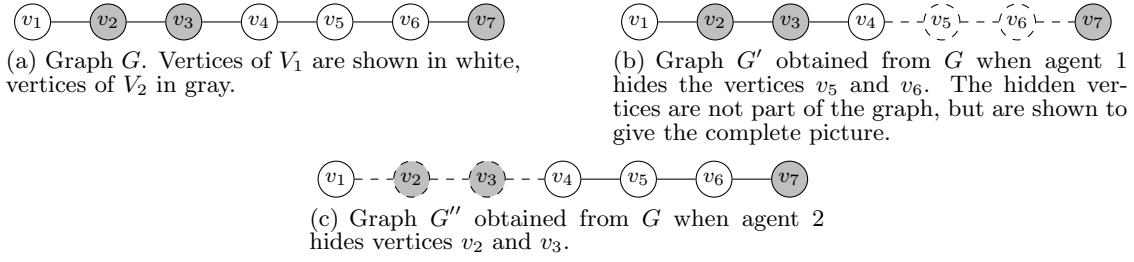 v₁ v₂ v₃ v₄ v₅ v₆ v₇
(a) Graph G. Vertices of V₁ are shown in white,
vertices of V₂ in gray.
v₁ v₂ v₃ v₄ v₅ v₆ v₇
(b) Graph G′ obtained from G when agent 1
hides the vertices v₅ and v₆. The hidden ver-
tices are not part of the graph, but are shown to
give the complete picture.
v₁ v₂ v₃ v₄ v₅ v₆ v₇
(c) Graph G″ obtained from G when agent 2
hides vertices v₂ and v₃.